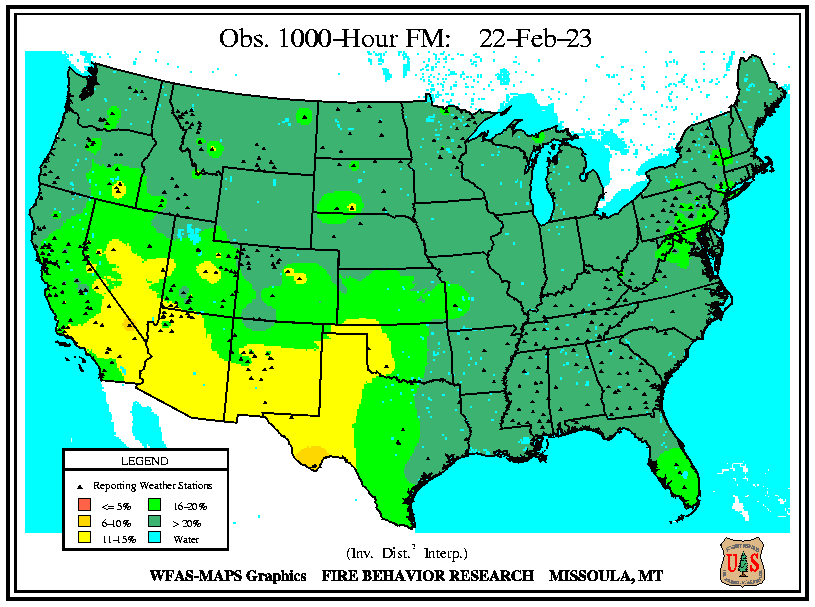 Obs. 1000-Hour FM: 22-Feb-23
LEGEND
Reporting Weather Stations
<= 5% 16-20%
6-10% > 20%
11-15% Water
(Inv. Dist.² Interp.)
WFAS-MAPS Graphics FIRE BEHAVIOR RESEARCH MISSOULA, MT
U S